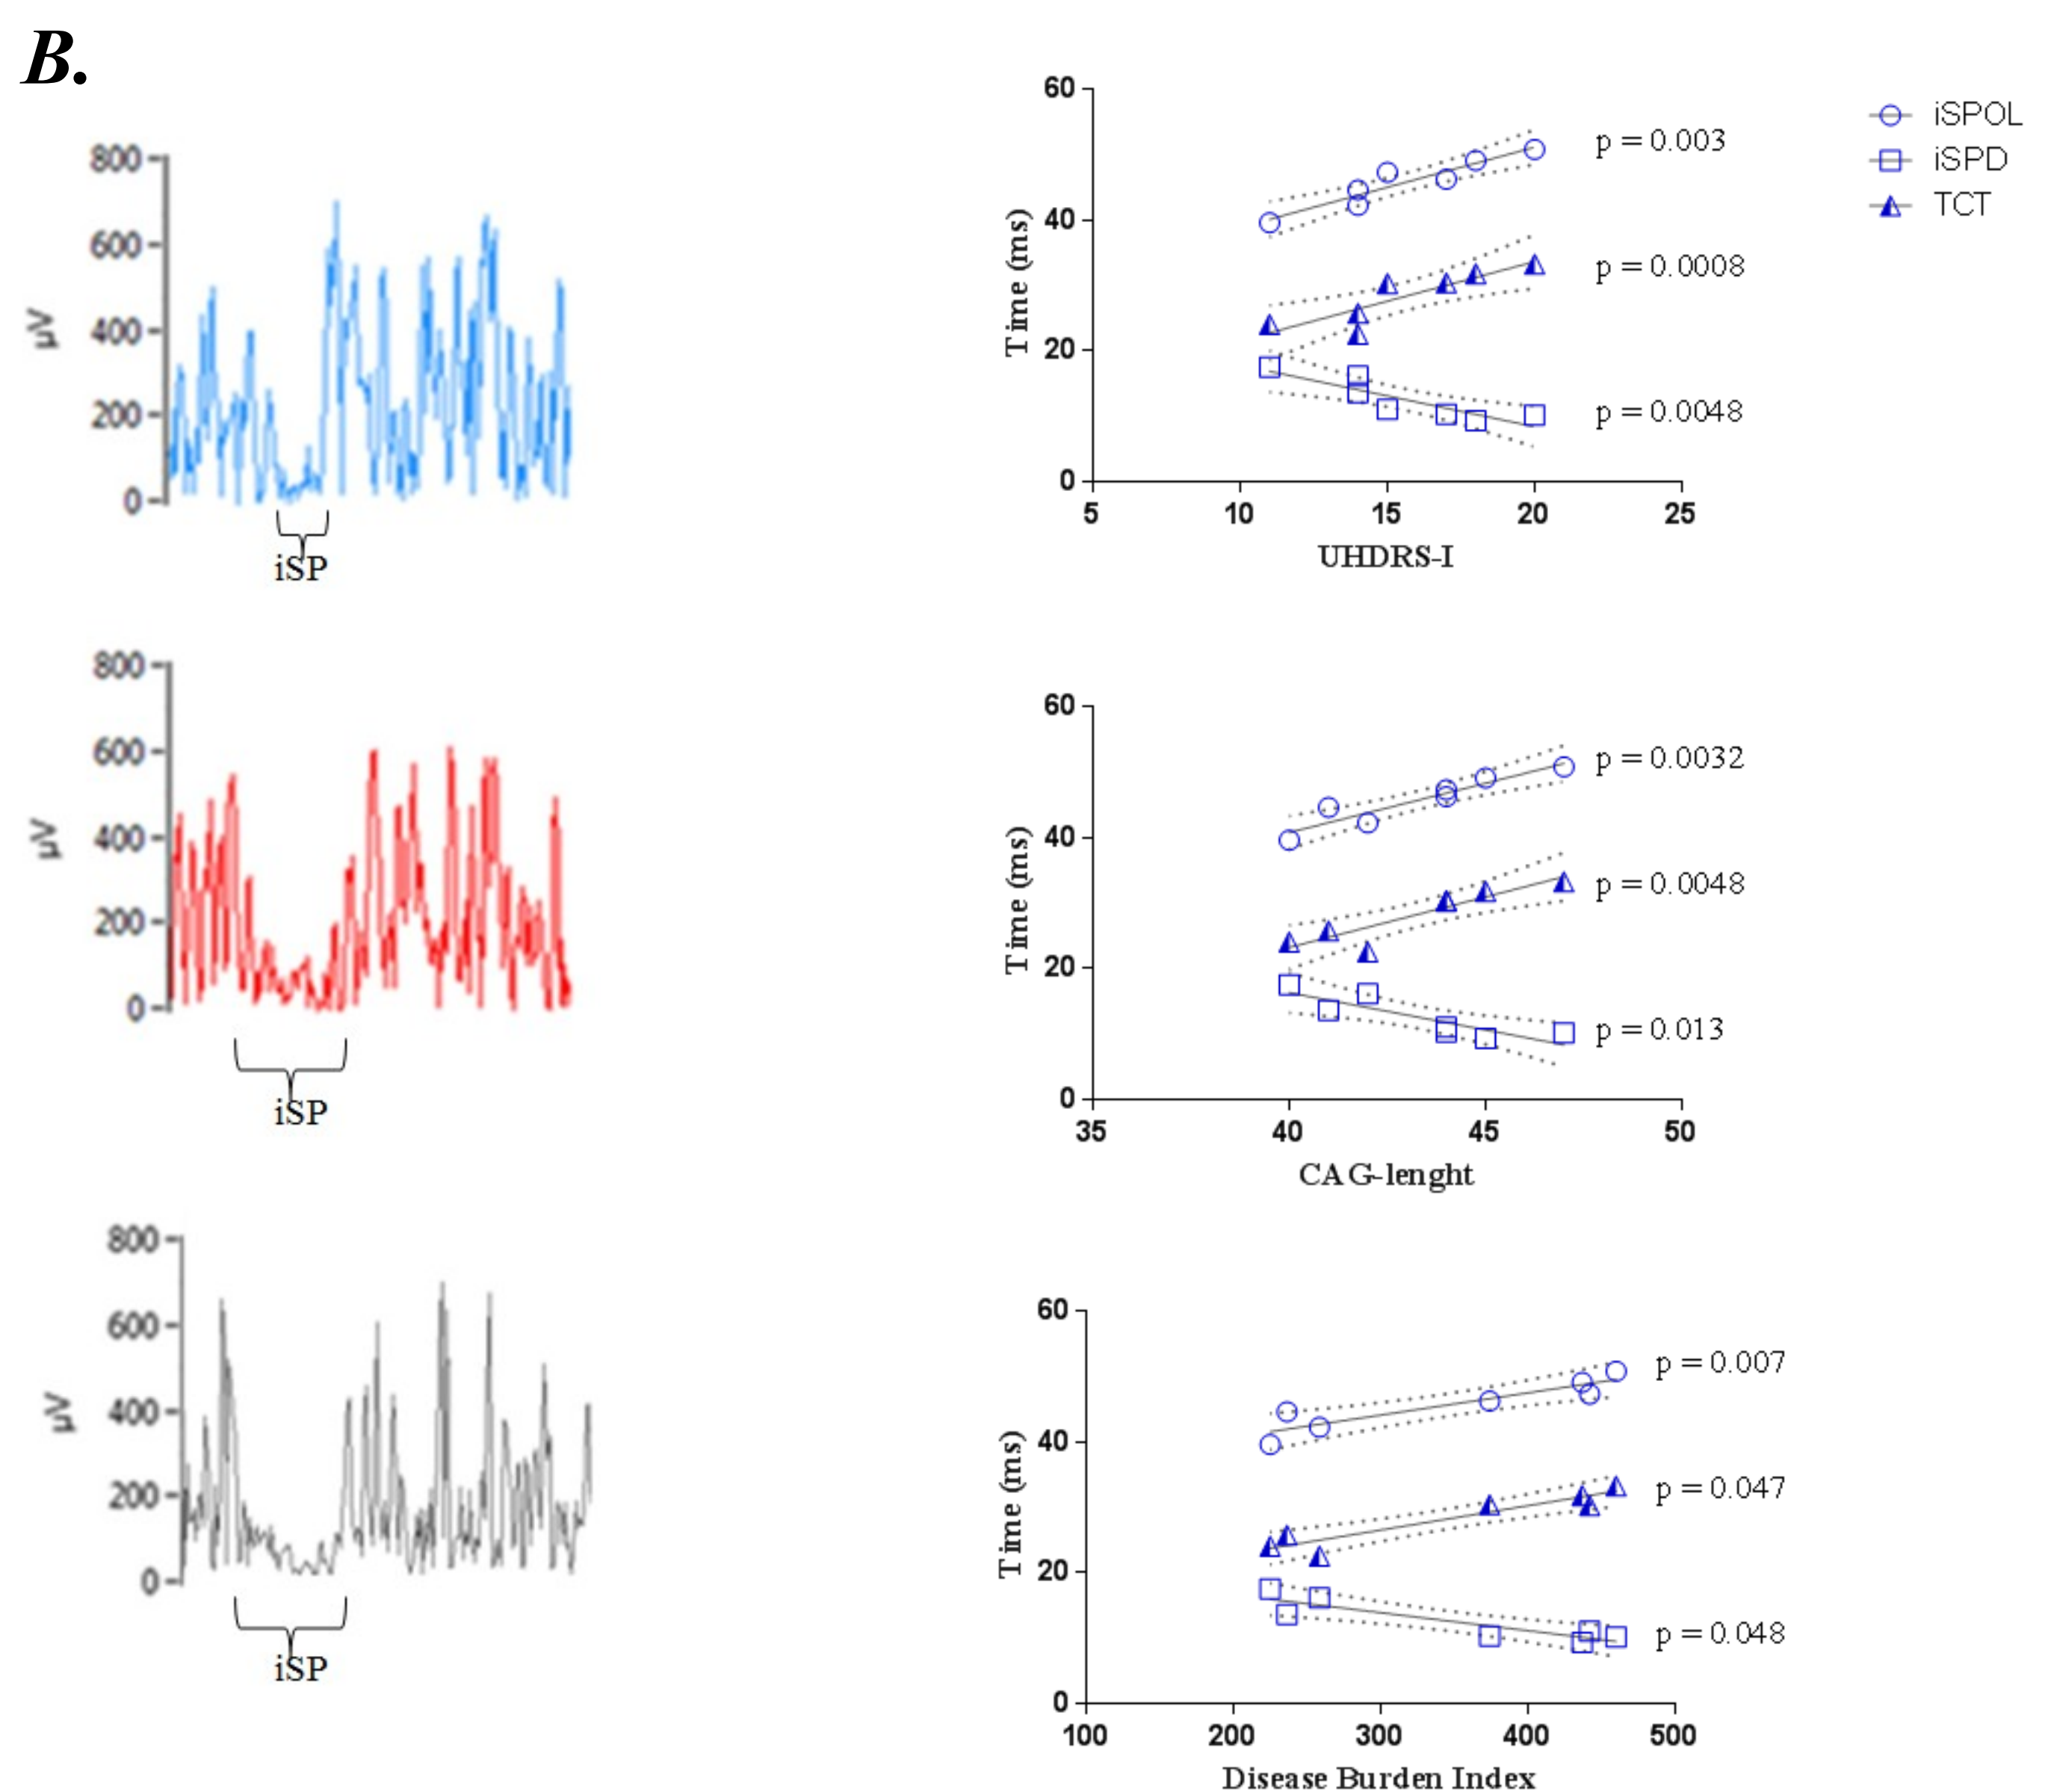 B.
800
600
400
200
0
µV
iSP
800
600
400
200
0
µV
iSP
800
600
400
200
0
µV
iSP
60
40
20
0
Time (ms)
5 10 15 20 25
UHDRS-I
p = 0.003
p = 0.0008
p = 0.0048
iSPOL
iSPD
TCT
60
40
20
0
Time (ms)
35 40 45 50
CAG-lenght
p = 0.0032
p = 0.0048
p = 0.013
60
40
20
0
Time (ms)
100 200 300 400 500
Disease Burden Index
p = 0.007
p = 0.047
p = 0.048